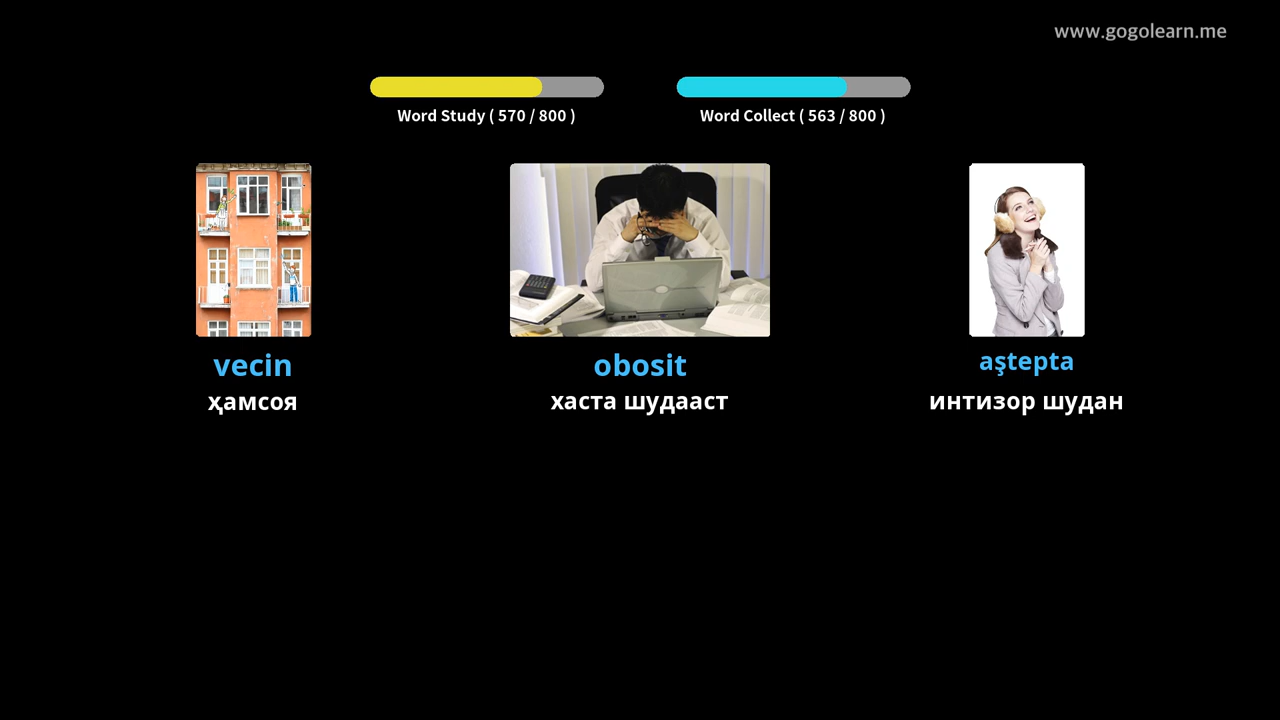 www.gogolearn.me
Word Study ( 570 / 800 )
Word Collect ( 563 / 800 )
vecin
obosit
aştepta
ҳамсоя
хаста шудааст
интизор шудан